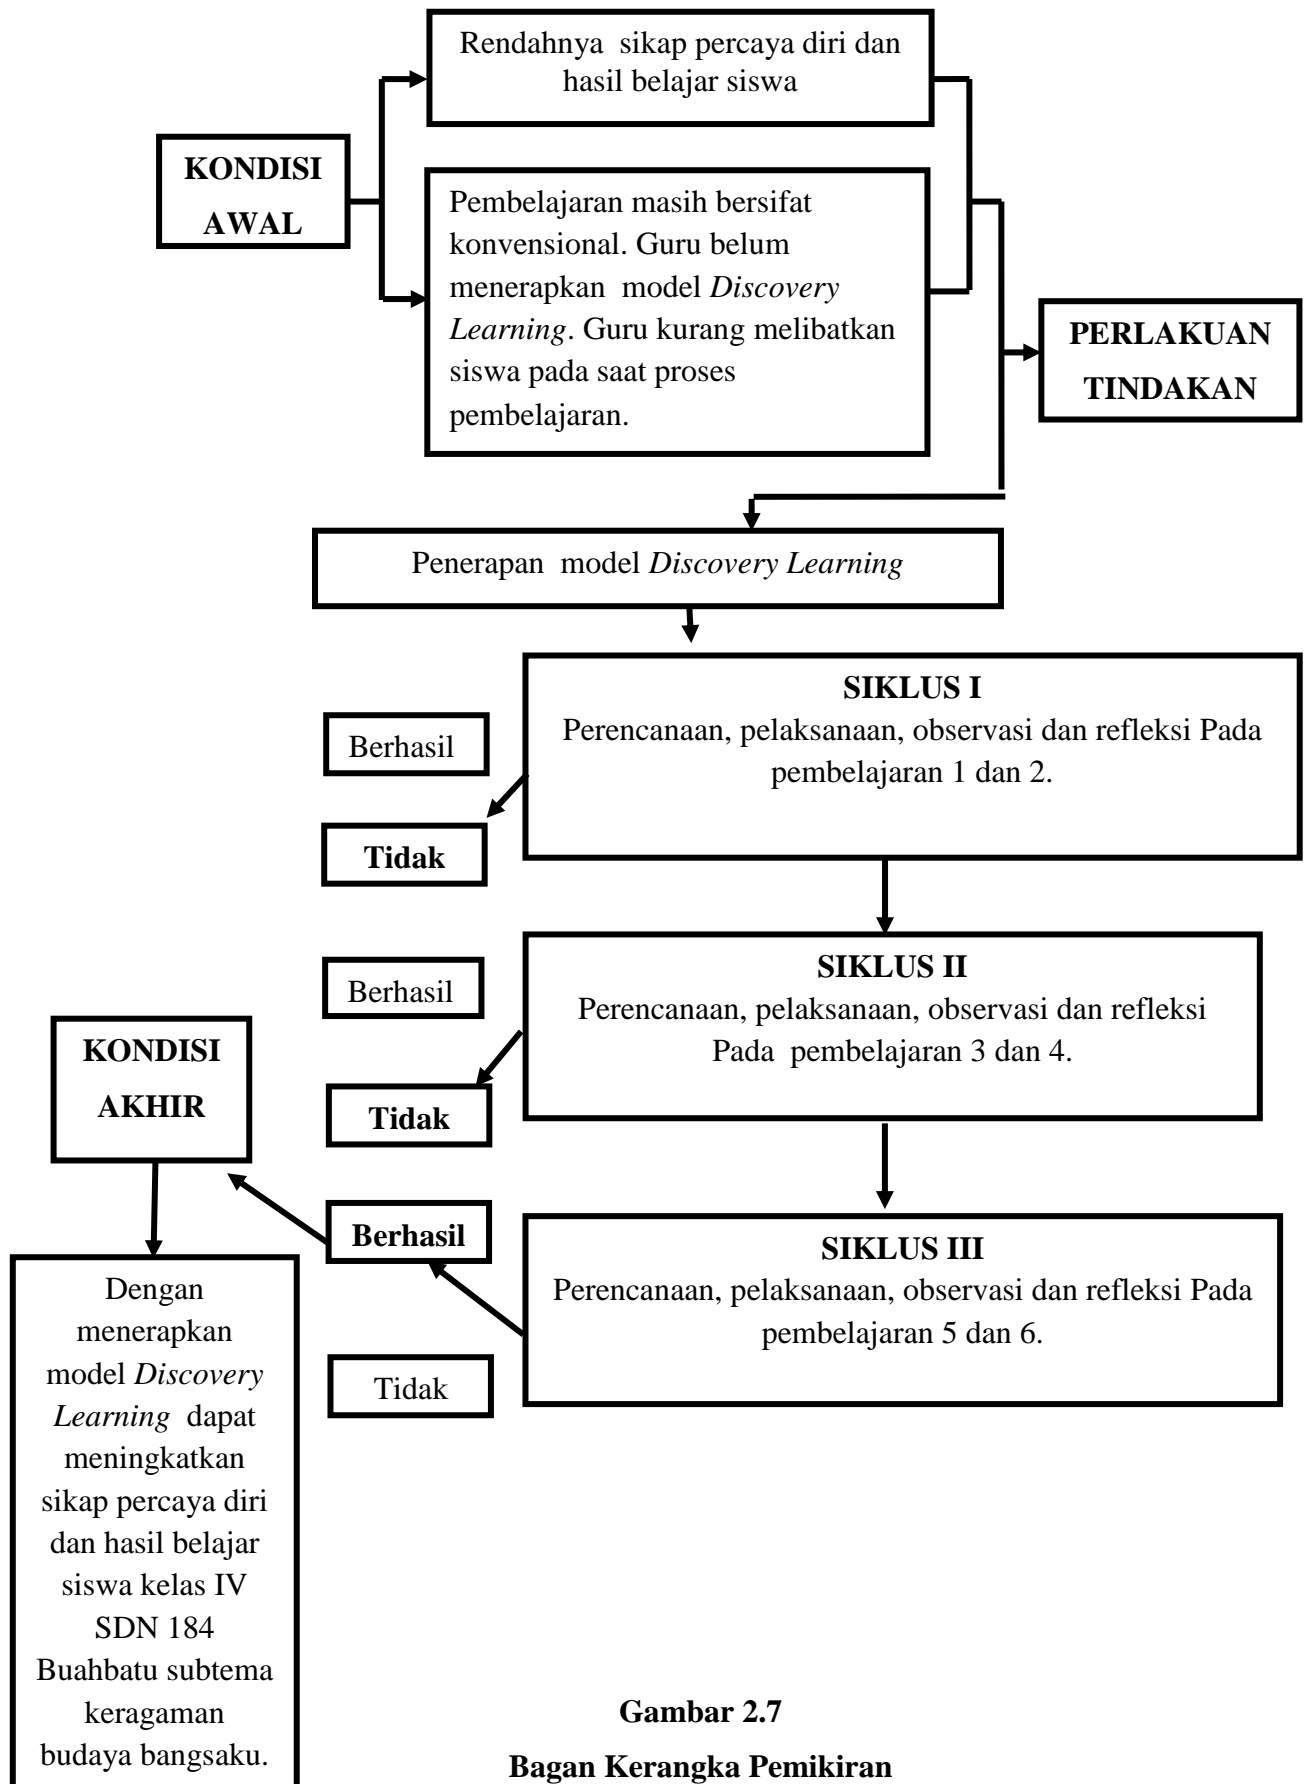 Rendahnya sikap percaya diri dan
hasil belajar siswa
KONDISI
AWAL
Pembelajaran masih bersifat
konvensional. Guru belum
menerapkan model Discovery
Learning. Guru kurang melibatkan
siswa pada saat proses
pembelajaran.
PERLAKUAN
TINDAKAN
Penerapan model Discovery Learning
SIKLUS I
Perencanaan, pelaksanaan, observasi dan refleksi Pada
pembelajaran 1 dan 2.
Berhasil
Tidak
SIKLUS II
Perencanaan, pelaksanaan, observasi dan refleksi
Pada pembelajaran 3 dan 4.
Berhasil
Tidak
SIKLUS III
Perencanaan, pelaksanaan, observasi dan refleksi Pada
pembelajaran 5 dan 6.
Berhasil
Tidak
KONDISI
AKHIR
Dengan
menerapkan
model Discovery
Learning dapat
meningkatkan
sikap percaya diri
dan hasil belajar
siswa kelas IV
SDN 184
Buahbatu subtema
keragaman
budaya bangsaku.
Gambar 2.7
Bagan Kerangka Pemikiran